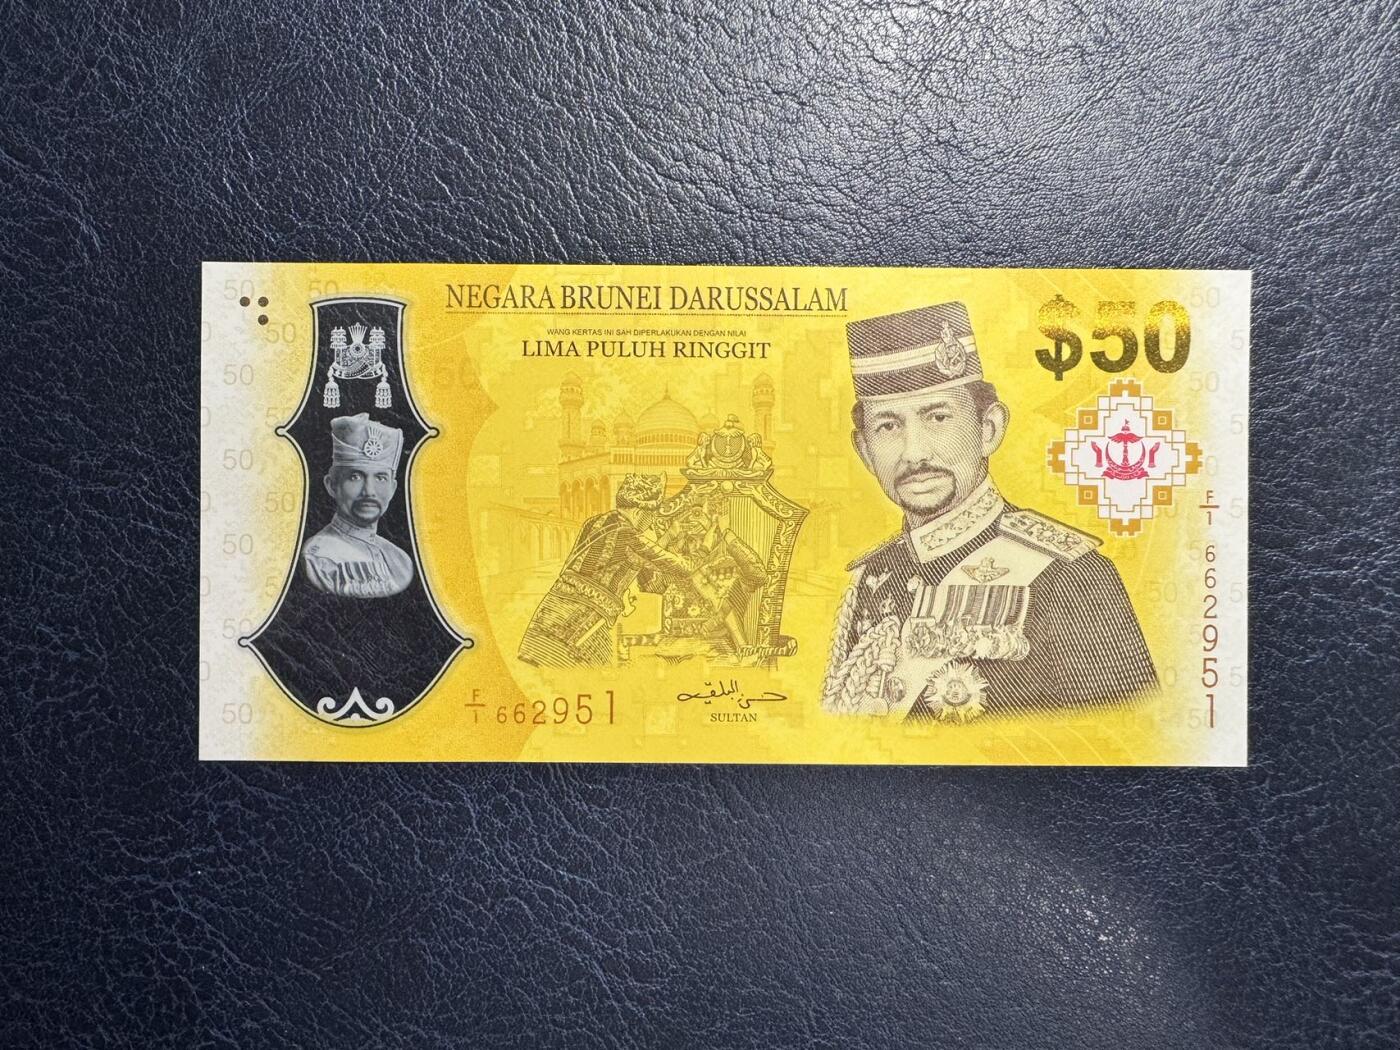 NEGARA BRUNEI DARUSSALAM
WANG KERTAS INI SAH DIPERLAKUKAN DENGAN NILAI
LIMA PULUH RINGGIT
$50
F/1 662951
F/1 662951
SULTAN